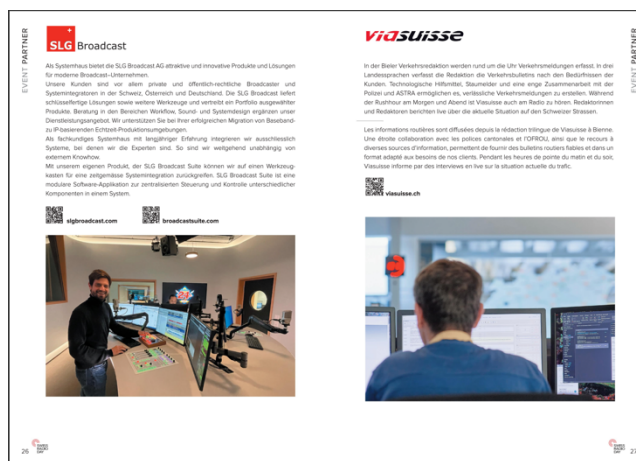 EVENT PARTNER
SLG Broadcast
Als Systemhaus bietet die SLG Broadcast AG attraktive und innovative Produkte und Lösungen
für moderne Broadcast-Unternehmen.
Unsere Kunden sind vor allem private und öffentlich-rechtliche Broadcaster und
Systemintegratoren in der Schweiz, Österreich und Deutschland. Die SLG Broadcast liefert
schlüsselfertige Lösungen sowie weitere Werkzeuge und vertreibt ein Portfolio ausgewählter
Produkte. Beratung in den Bereichen Workflow, Sound- und Systemdesign ergänzen unser
Dienstleistungsangebot. Wir unterstützen Sie bei Ihrer erfolgreichen Migration von Baseband-
zu IP-basierenden Echtzeit-Produktionsumgebungen.
Als fachkundiges Systemhaus mit langjähriger Erfahrung integrieren wir ausschliesslich
Systeme, bei denen wir die Experten sind. So sind wir weitgehend unabhängig von
externem Knowhow.
Mit unserem eigenen Produkt, der SLG Broadcast Suite können wir auf einen Werkzeug-
kasten für eine zeitgemässe Systemintegration zurückgreifen. SLG Broadcast Suite ist eine
modulare Software-Applikation zur zentralisierten Steuerung und Kontrolle unterschiedlicher
Komponenten in einem System.
slgbroadcast.com broadcastsuite.com
26 SWISS
RADIO
DAY
viasuisse
In der Bieler Verkehrsredaktion werden rund um die Uhr Verkehrsmeldungen erfasst. In drei
Landessprachen verfasst die Redaktion die Verkehrsbulletins nach den Bedürfnissen der
Kunden. Technologische Hilfsmittel, Staumelder und eine enge Zusammenarbeit mit der
Polizei und ASTRA ermöglichen es, verlässliche Verkehrsmeldungen zu erstellen. Während
der Rushhour am Morgen und Abend ist Viasuisse auch am Radio zu hören. Redaktorinnen
und Redaktoren berichten live über die aktuelle Situation auf den Schweizer Strassen.
Les informations routières sont diffusées depuis la rédaction trilingue de Viasuisse à Bienne.
Une étroite collaboration avec les polices cantonales et l'OFROU, ainsi que le recours à
diverses sources d'information, permettent de fournir des bulletins routiers fiables et dans un
format adapté aux besoins de nos clients. Pendant les heures de pointe du matin et du soir,
Viasuisse informe par des interviews en live sur la situation actuelle du trafic.
viasuisse.ch
EVENT PARTNER
SWISS
RADIO
DAY
27